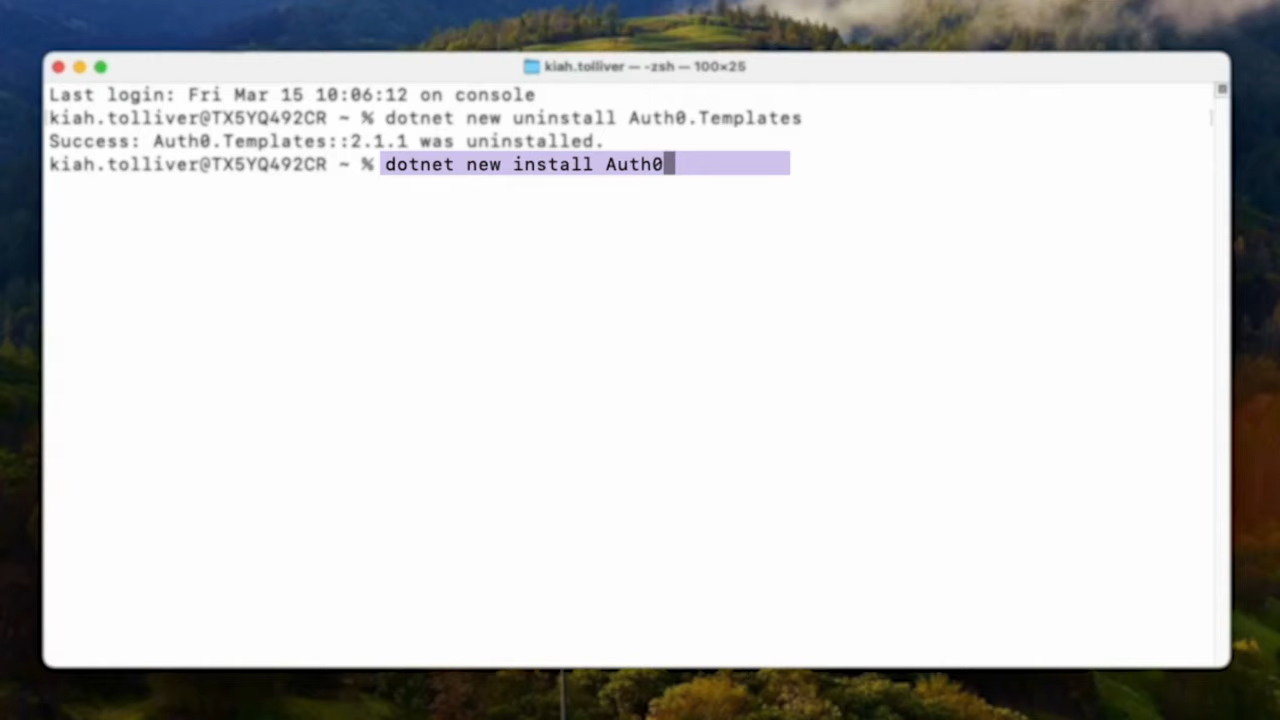 kiah.tolliver — -zsh — 100×25
Last login: Fri Mar 15 10:06:12 on console
kiah.tolliver@TX5YQ492CR ~ % dotnet new uninstall Auth0.Templates
Success: Auth0.Templates::2.1.1 was uninstalled.
kiah.tolliver@TX5YQ492CR ~ % dotnet new install Auth0